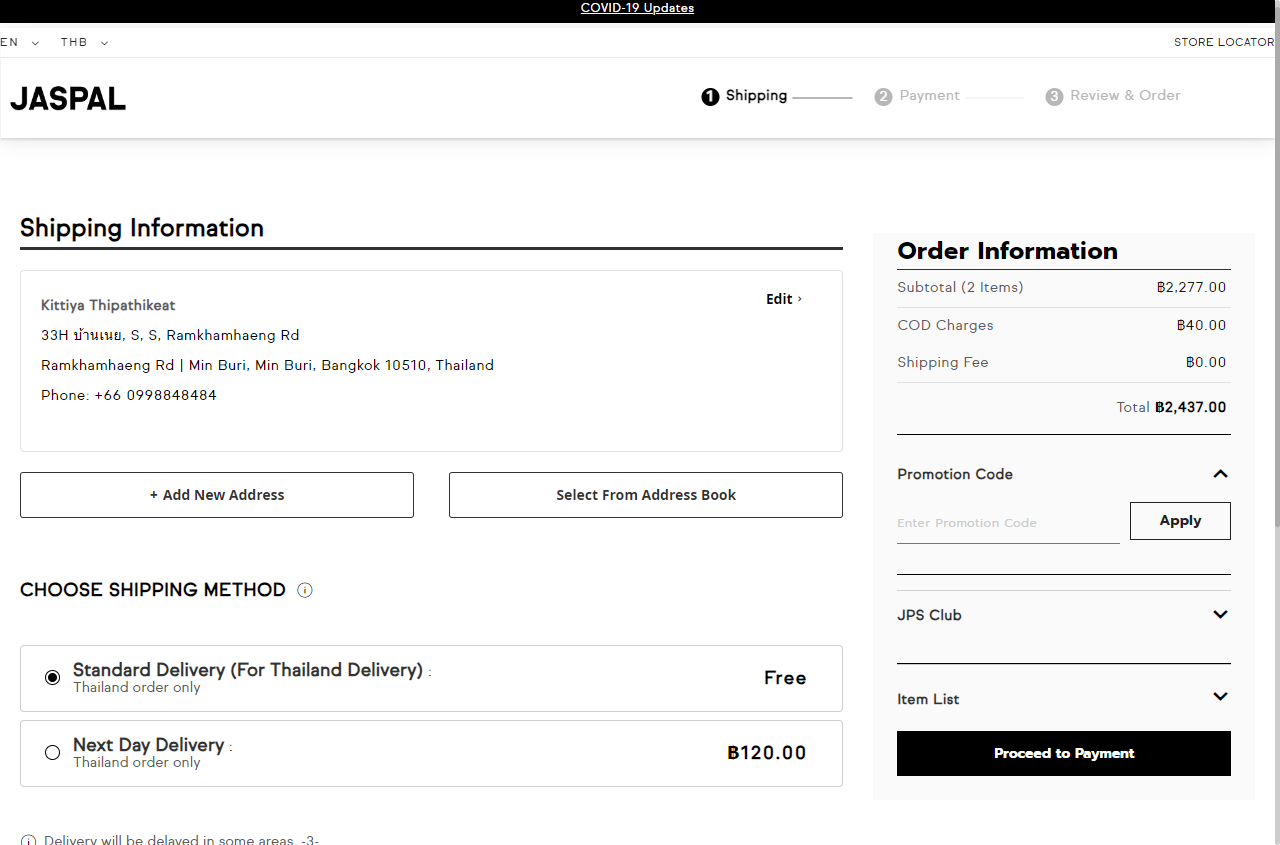 COVID-19 Updates
EN THB STORE LOCATOR
JASPAL
1 Shipping 2 Payment 3 Review & Order
Shipping Information
Kittiya Thipathikeat
Edit ›
33H บ้านเนย, S, S, Ramkhamhaeng Rd
Ramkhamhaeng Rd | Min Buri, Min Buri, Bangkok 10510, Thailand
Phone: +66 0998848484
+ Add New Address
Select From Address Book
CHOOSE SHIPPING METHOD
Standard Delivery (For Thailand Delivery) :
Thailand order only
Free
Next Day Delivery :
Thailand order only
฿120.00
Delivery will be delayed in some areas -3-
Order Information
Subtotal (2 Items) ฿2,277.00
COD Charges ฿40.00
Shipping Fee ฿0.00
Total ฿2,437.00
Promotion Code
Enter Promotion Code
Apply
JPS Club
Item List
Proceed to Payment